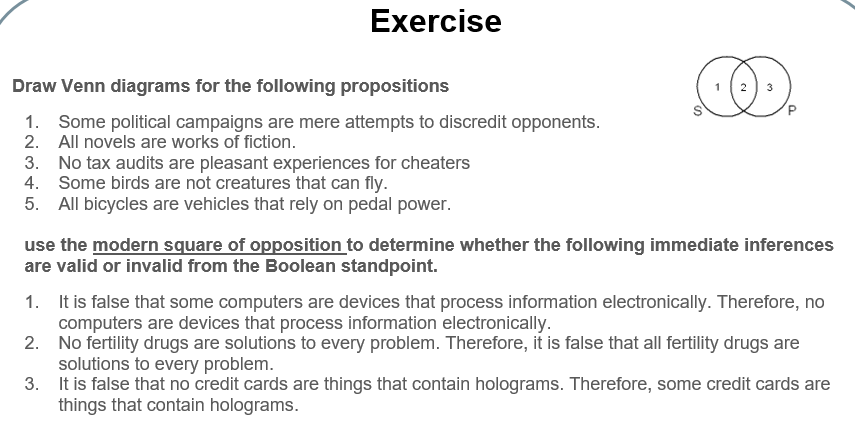 Exercise
Draw Venn diagrams for the following propositions
1 2 3
S P
1. Some political campaigns are mere attempts to discredit opponents.
2. All novels are works of fiction.
3. No tax audits are pleasant experiences for cheaters
4. Some birds are not creatures that can fly.
5. All bicycles are vehicles that rely on pedal power.
use the modern square of opposition to determine whether the following immediate inferences
are valid or invalid from the Boolean standpoint.
1. It is false that some computers are devices that process information electronically. Therefore, no
computers are devices that process information electronically.
2. No fertility drugs are solutions to every problem. Therefore, it is false that all fertility drugs are
solutions to every problem.
3. It is false that no credit cards are things that contain holograms. Therefore, some credit cards are
things that contain holograms.